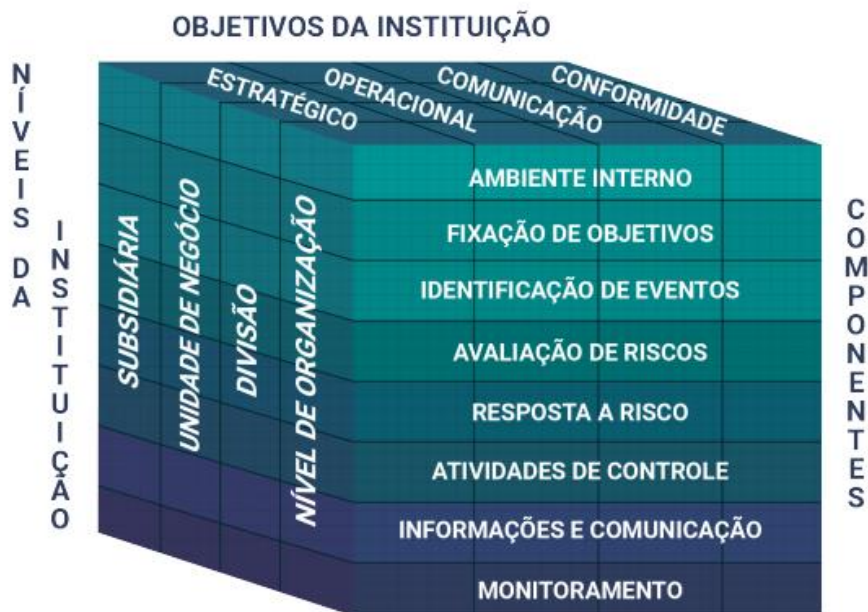 OBJETIVOS DA INSTITUIÇÃO
NÍVEIS DA
INSTITUIÇÃO
ESTRATÉGICO
OPERACIONAL
COMUNICAÇÃO
CONFORMIDADE
SUBSIDIÁRIA
UNIDADE DE NEGÓCIO
DIVISÃO
NÍVEL DE ORGANIZAÇÃO
AMBIENTE INTERNO
FIXAÇÃO DE OBJETIVOS
IDENTIFICAÇÃO DE EVENTOS
AVALIAÇÃO DE RISCOS
RESPOSTA A RISCO
ATIVIDADES DE CONTROLE
INFORMAÇÕES E COMUNICAÇÃO
MONITORAMENTO
COMPONENTES